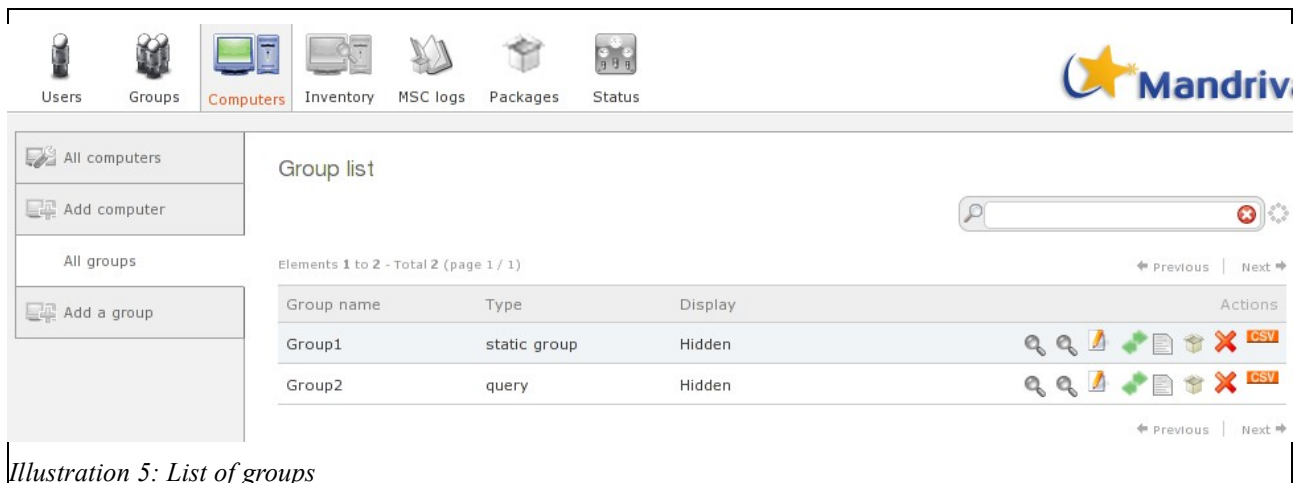 Users Groups Computers Inventory MSC logs Packages Status
Mandriv
All computers
Add computer
All groups
Add a group
Group list
Elements 1 to 2 - Total 2 (page 1 / 1)
Previous | Next
Group name Type Display Actions
Group1 static group Hidden CSV
Group2 query Hidden CSV
Previous | Next
Illustration 5: List of groups